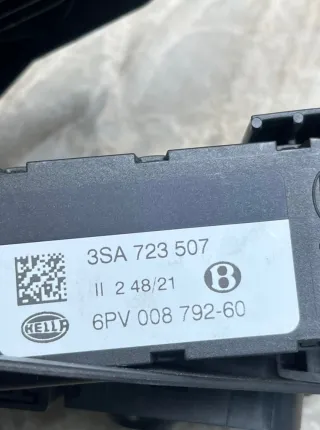 3SA 723 507
II 2 48/21 B
HELLA
6PV 008 792-60